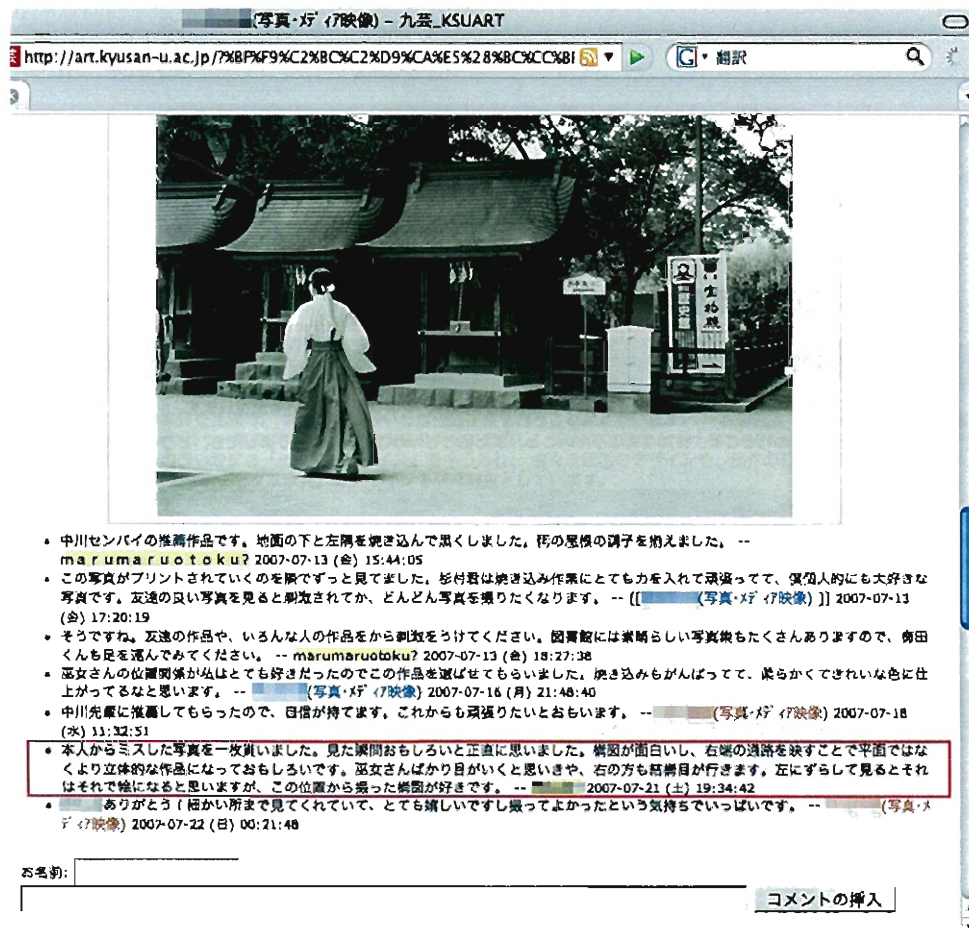 (写真・ﾒﾃﾞｨｱ映像) – 九芸_KSUART
http://art.kyusan-u.ac.jp/?%BF%F9%C2%BC%C2%D9%CA%E5%28%BC%CC%BF
G 翻訳
中川センパイの推薦作品です。地面の下と左隅を焼き込んで黒くしました。祠の屋根の調子を揃えました。 --
marumaruotoku? 2007-07-13 (金) 15:44:05
この写真がプリントされていくのを隣でずっと見てました。杉村君は焼き込み作業にとても力を入れて頑張ってて、僕個人的にも大好きな
写真です。友達の良い写真を見ると刺激されてか、どんどん写真を撮りたくなります。 -- [[ (写真・ﾒﾃﾞｨｱ映像) ]] 2007-07-13
(金) 17:20:19
そうですね。友達の作品や、いろんな人の作品をから刺激をうけてください。図書館には素晴らしい写真集もたくさんありますので、
くんも足を運んでみてください。 -- marumaruotoku? 2007-07-13 (金) 18:27:38
巫女さんの位置関係が私はとても好きだったのでこの作品を選ばせてもらいました。焼き込みもがんばってて、柔らかくてきれいな色に仕
上がってるなと思います。 -- (写真・ﾒﾃﾞｨｱ映像) 2007-07-16 (月) 21:48:40
中川先輩に推薦してもらったので、自信が持てます。これからも頑張りたいとおもいます。 -- (写真・ﾒﾃﾞｨｱ映像) 2007-07-18
(水) 11:32:51
本人からミスした写真を一枚貰いました。見た瞬間おもしろいと正直に思いました。構図が面白いし、右端の通路を映すことで平面ではな
くより立体的な作品になっておもしろいです。巫女さんばかり目がいくと思いきや、右の方も結構目が行きます。左にずらして見るとそれ
はそれで絵になると思いますが、この位置から撮った構図が好きです。 -- 2007-07-21 (土) 19:34:42
ありがとう！細かい所まで見てくれていて、とても嬉しいですし撮ってよかったという気持ちでいっぱいです。 -- (写真・メ
ﾃﾞｨｱ映像) 2007-07-22 (日) 00:21:48
お名前:
コメントの挿入